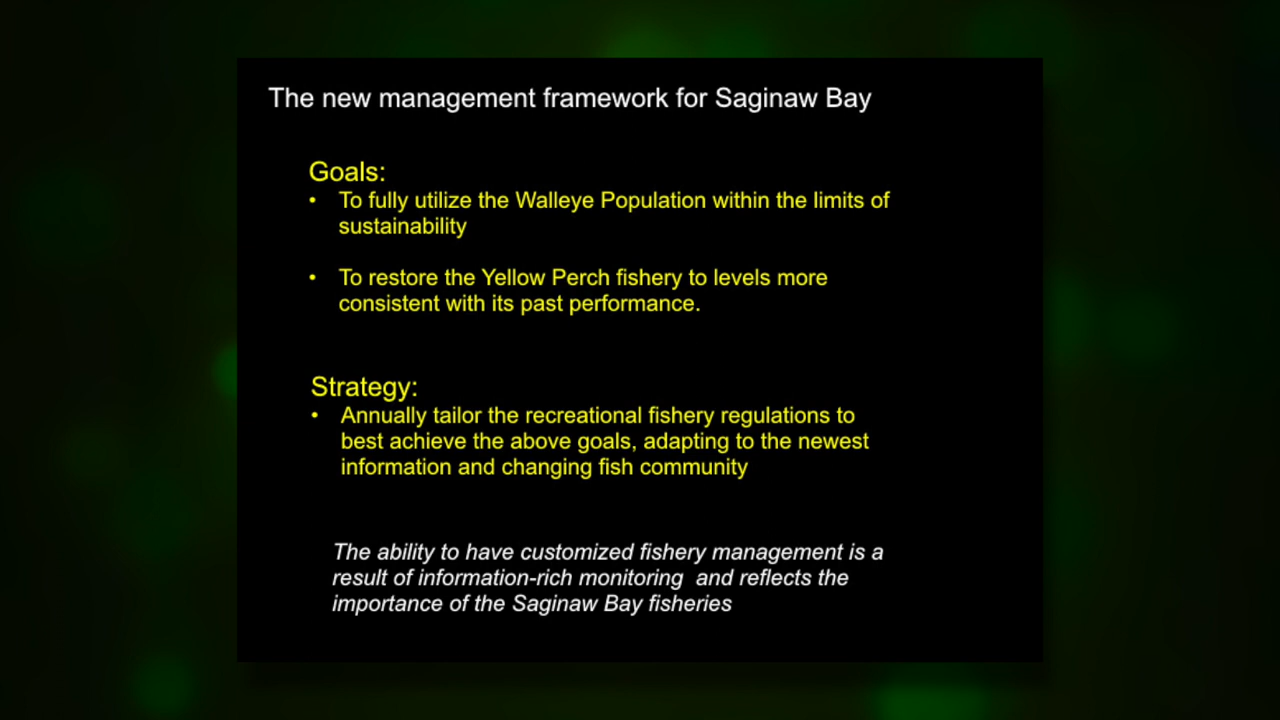 The new management framework for Saginaw Bay
Goals:
• To fully utilize the Walleye Population within the limits of
sustainability
• To restore the Yellow Perch fishery to levels more
consistent with its past performance.
Strategy:
• Annually tailor the recreational fishery regulations to
best achieve the above goals, adapting to the newest
information and changing fish community
The ability to have customized fishery management is a
result of information-rich monitoring  and reflects the
importance of the Saginaw Bay fisheries